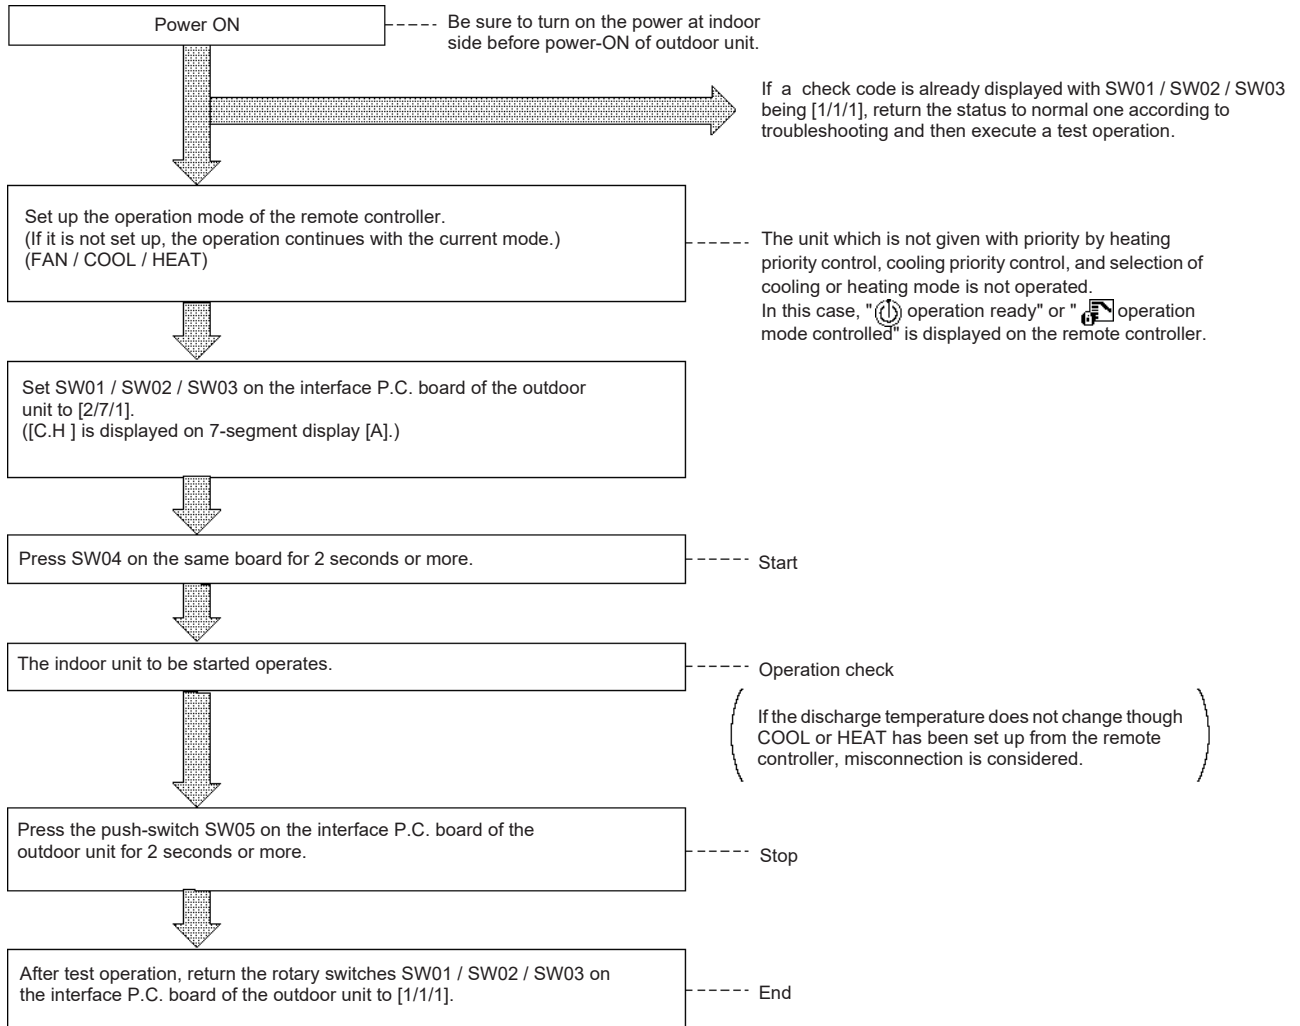 Power ON
Be sure to turn on the power at indoor
side before power-ON of outdoor unit.
If a check code is already displayed with SW01 / SW02 / SW03
being [1/1/1], return the status to normal one according to
troubleshooting and then execute a test operation.
Set up the operation mode of the remote controller.
(If it is not set up, the operation continues with the current mode.)
(FAN / COOL / HEAT)
The unit which is not given with priority by heating
priority control, cooling priority control, and selection of
cooling or heating mode is not operated.
In this case, " operation ready" or " operation
mode controlled" is displayed on the remote controller.
Set SW01 / SW02 / SW03 on the interface P.C. board of the outdoor
unit to [2/7/1].
([C.H ] is displayed on 7-segment display [A].)
Press SW04 on the same board for 2 seconds or more.
Start
The indoor unit to be started operates.
Operation check
If the discharge temperature does not change though
COOL or HEAT has been set up from the remote
controller, misconnection is considered.
Press the push-switch SW05 on the interface P.C. board of the
outdoor unit for 2 seconds or more.
Stop
After test operation, return the rotary switches SW01 / SW02 / SW03 on
the interface P.C. board of the outdoor unit to [1/1/1].
End